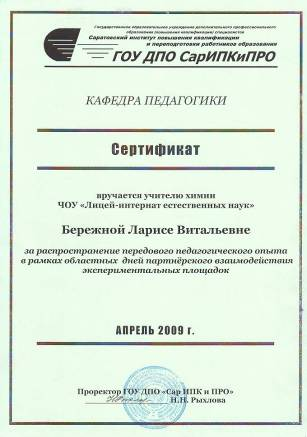 Государственное образовательное учреждение дополнительного профессионального
образования (повышения квалификации) специалистов
Саратовский институт повышения квалификации
и переподготовки работников образования
ГОУ ДПО СарИПКиПРО
КАФЕДРА ПЕДАГОГИКИ
Сертификат
вручается учителю химии
ЧОУ «Лицей-интернат естественных наук»
Бережной Ларисе Витальевне
за распространение передового педагогического опыта
в рамках областных дней партнёрского взаимодействия
экспериментальных площадок
АПРЕЛЬ 2009 г.
Проректор ГОУ ДПО «Сар ИПК и ПРО»
Н.Н. Рыхлова